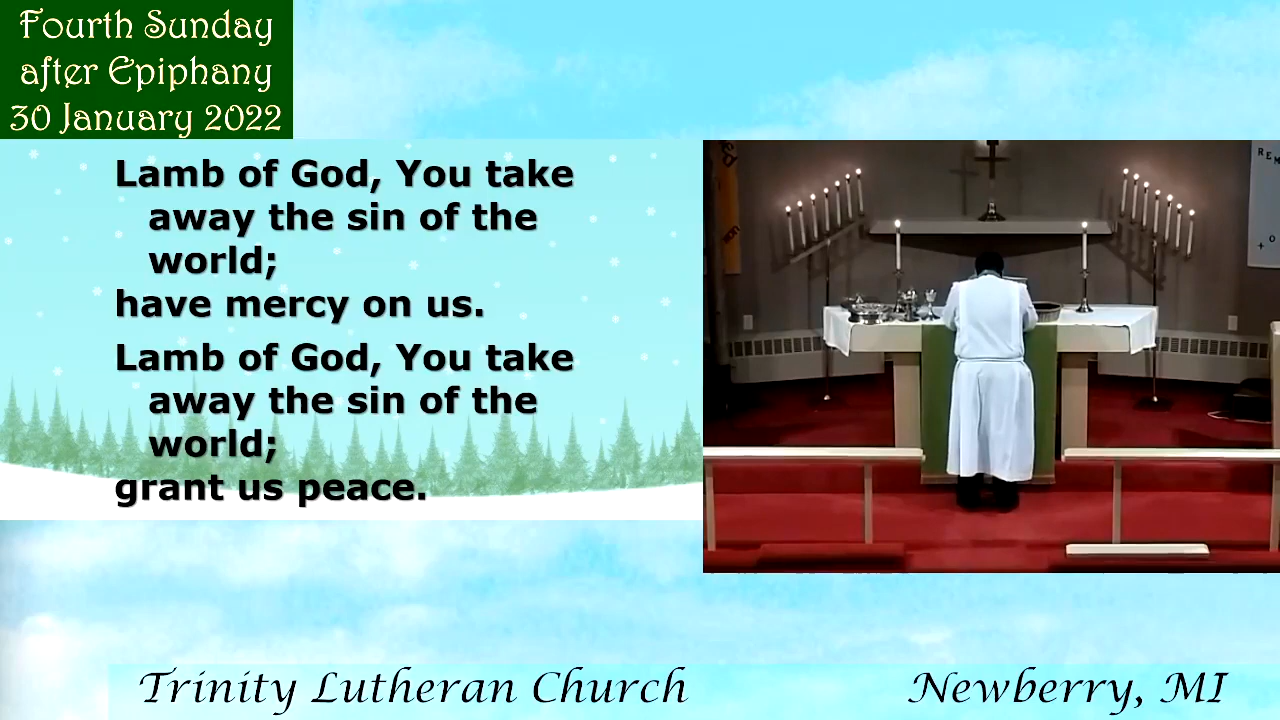 Fourth Sunday
after Epiphany
30 January 2022
Lamb of God, You take
away the sin of the
world;
have mercy on us.
Lamb of God, You take
away the sin of the
world;
grant us peace.
Trinity Lutheran Church
Newberry, MI